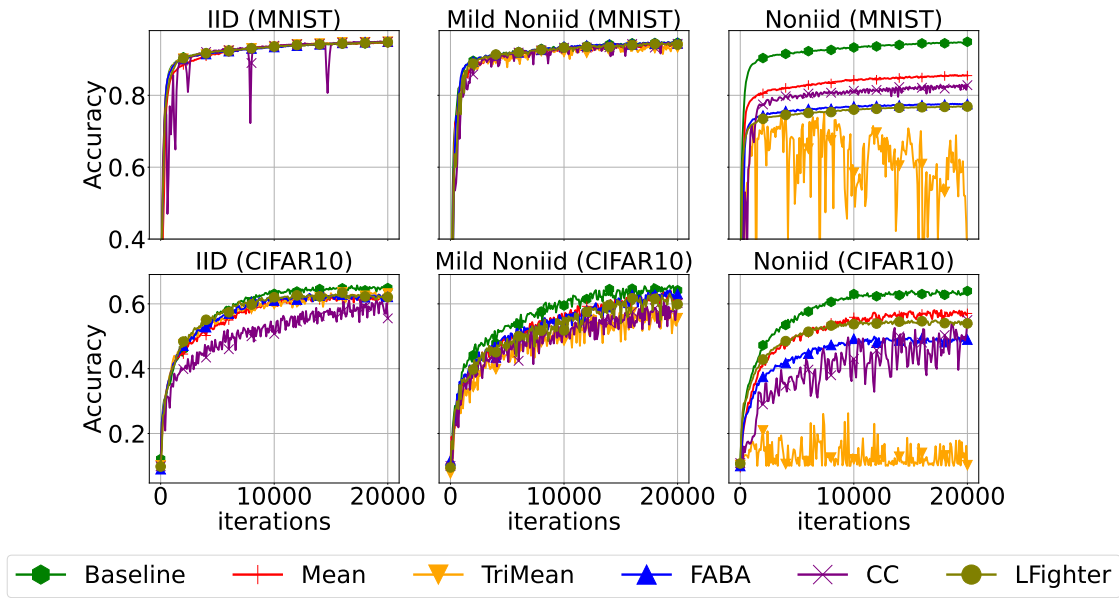 IID (MNIST)
Mild Noniid (MNIST)
Noniid (MNIST)
Accuracy
0.8
0.6
0.4
IID (CIFAR10)
Mild Noniid (CIFAR10)
Noniid (CIFAR10)
Accuracy
0.6
0.4
0.2
0 10000 20000
0 10000 20000
0 10000 20000
iterations
iterations
iterations
Baseline Mean TriMean FABA CC LFighter